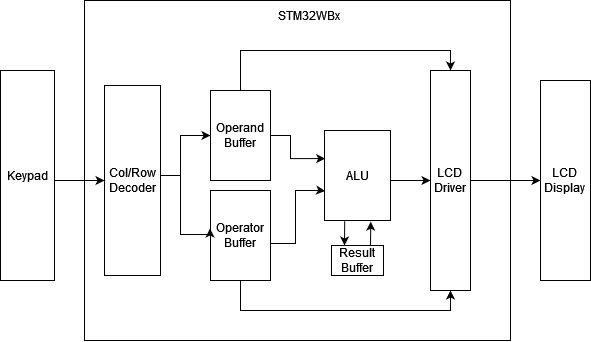 STM32WBx
Keypad
Col/Row
Decoder
Operand
Buffer
Operator
Buffer
ALU
Result
Buffer
LCD
Driver
LCD
Display